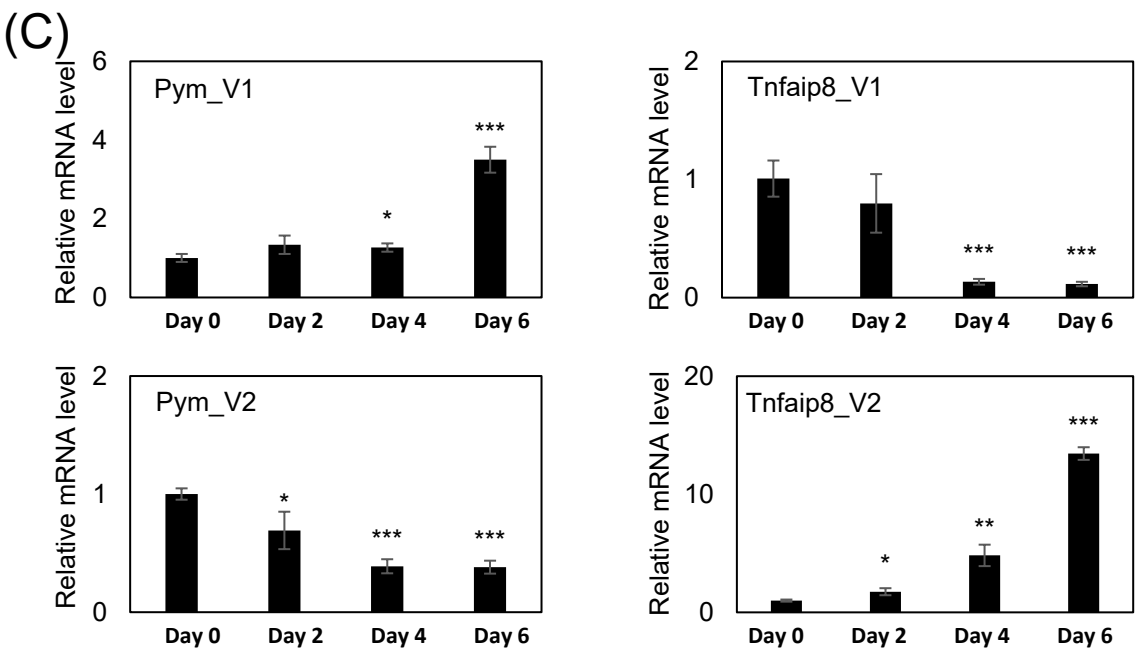 (C)
Relative mRNA level
6
4
2
0
Pym_V1
*
***
Day 0 Day 2 Day 4 Day 6
Relative mRNA level
2
1
0
Tnfaip8_V1
***
***
Day 0 Day 2 Day 4 Day 6
Relative mRNA level
2
1
0
Pym_V2
*
***
***
Day 0 Day 2 Day 4 Day 6
Relative mRNA level
20
10
0
Tnfaip8_V2
*
**
***
Day 0 Day 2 Day 4 Day 6